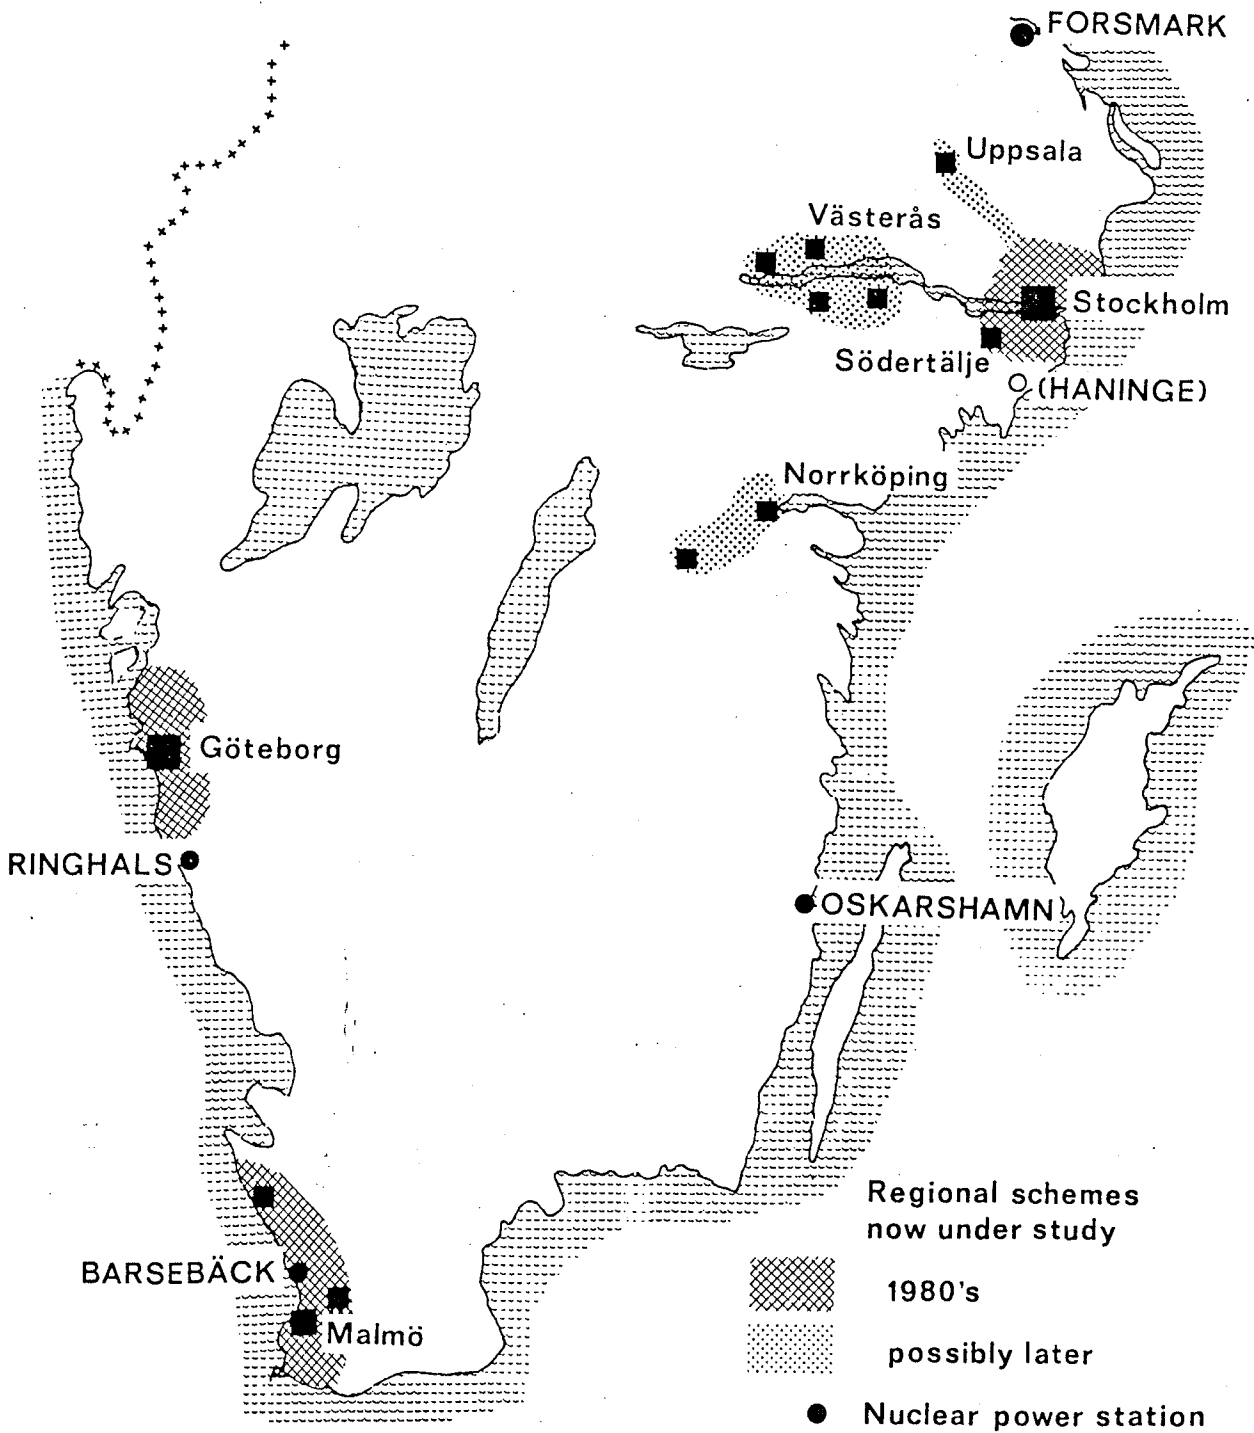 FORSMARK
Uppsala
Västerås
Stockholm
Södertälje
(HANINGE)
Norrköping
Göteborg
RINGHALS
OSKARSHAMN
BARSEBÄCK
Malmö
Regional schemes
now under study
1980's
possibly later
Nuclear power station